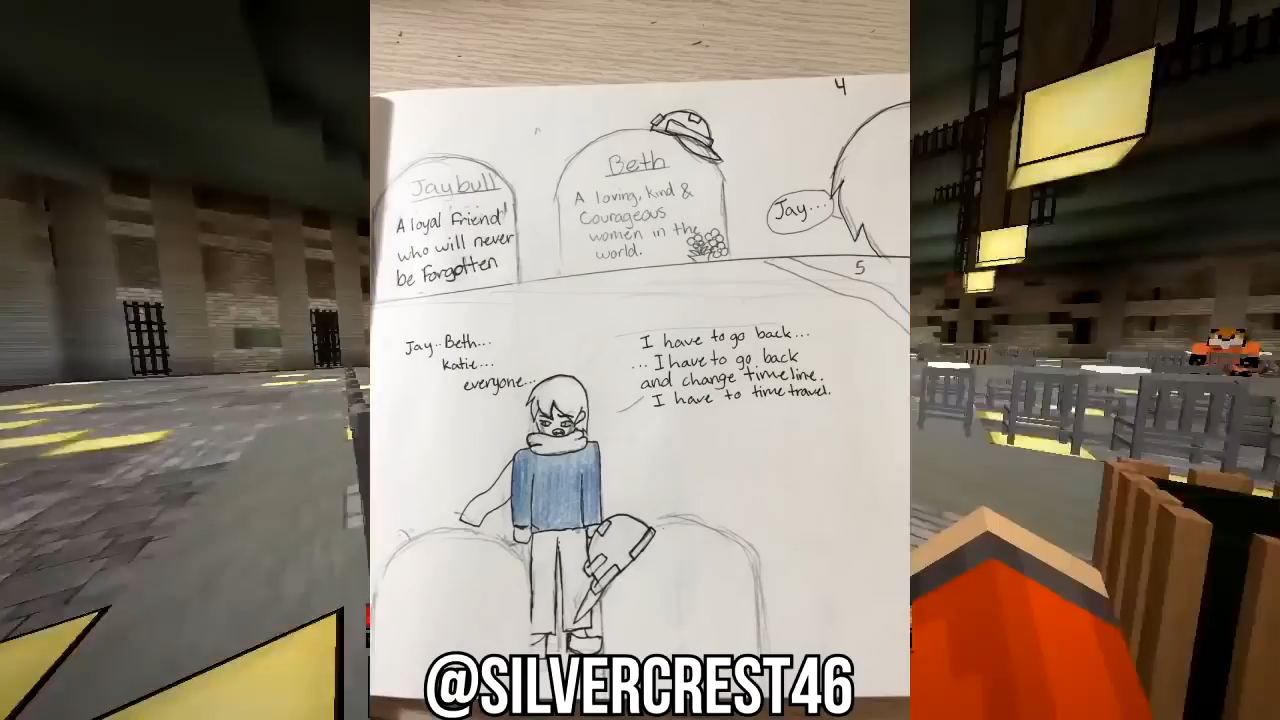 4
Jaybull
A loyal friend
who will never
be Forgotten
Beth
A loving, kind &
Courageous
women in the
world.
Jay...
5
Jay..Beth...
Katie...
everyone...
I have to go back...
... I have to go back
and change timeline.
I have to time travel.
@SILVERCREST46